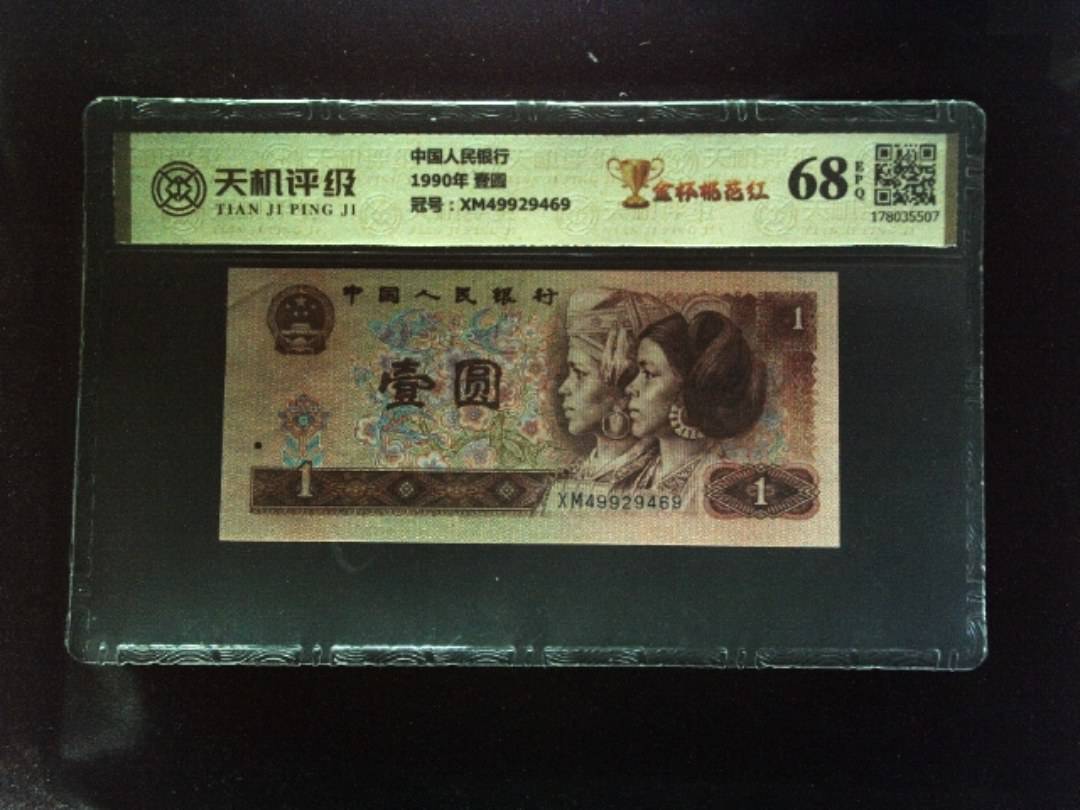 天机评级
TIAN JI PING JI
中国人民银行
1990年 壹圆
冠号：XM49929469
金杯桃花红
68
EPQ
178035507
中国人民银行
1
壹圆
1
XM49929469
1